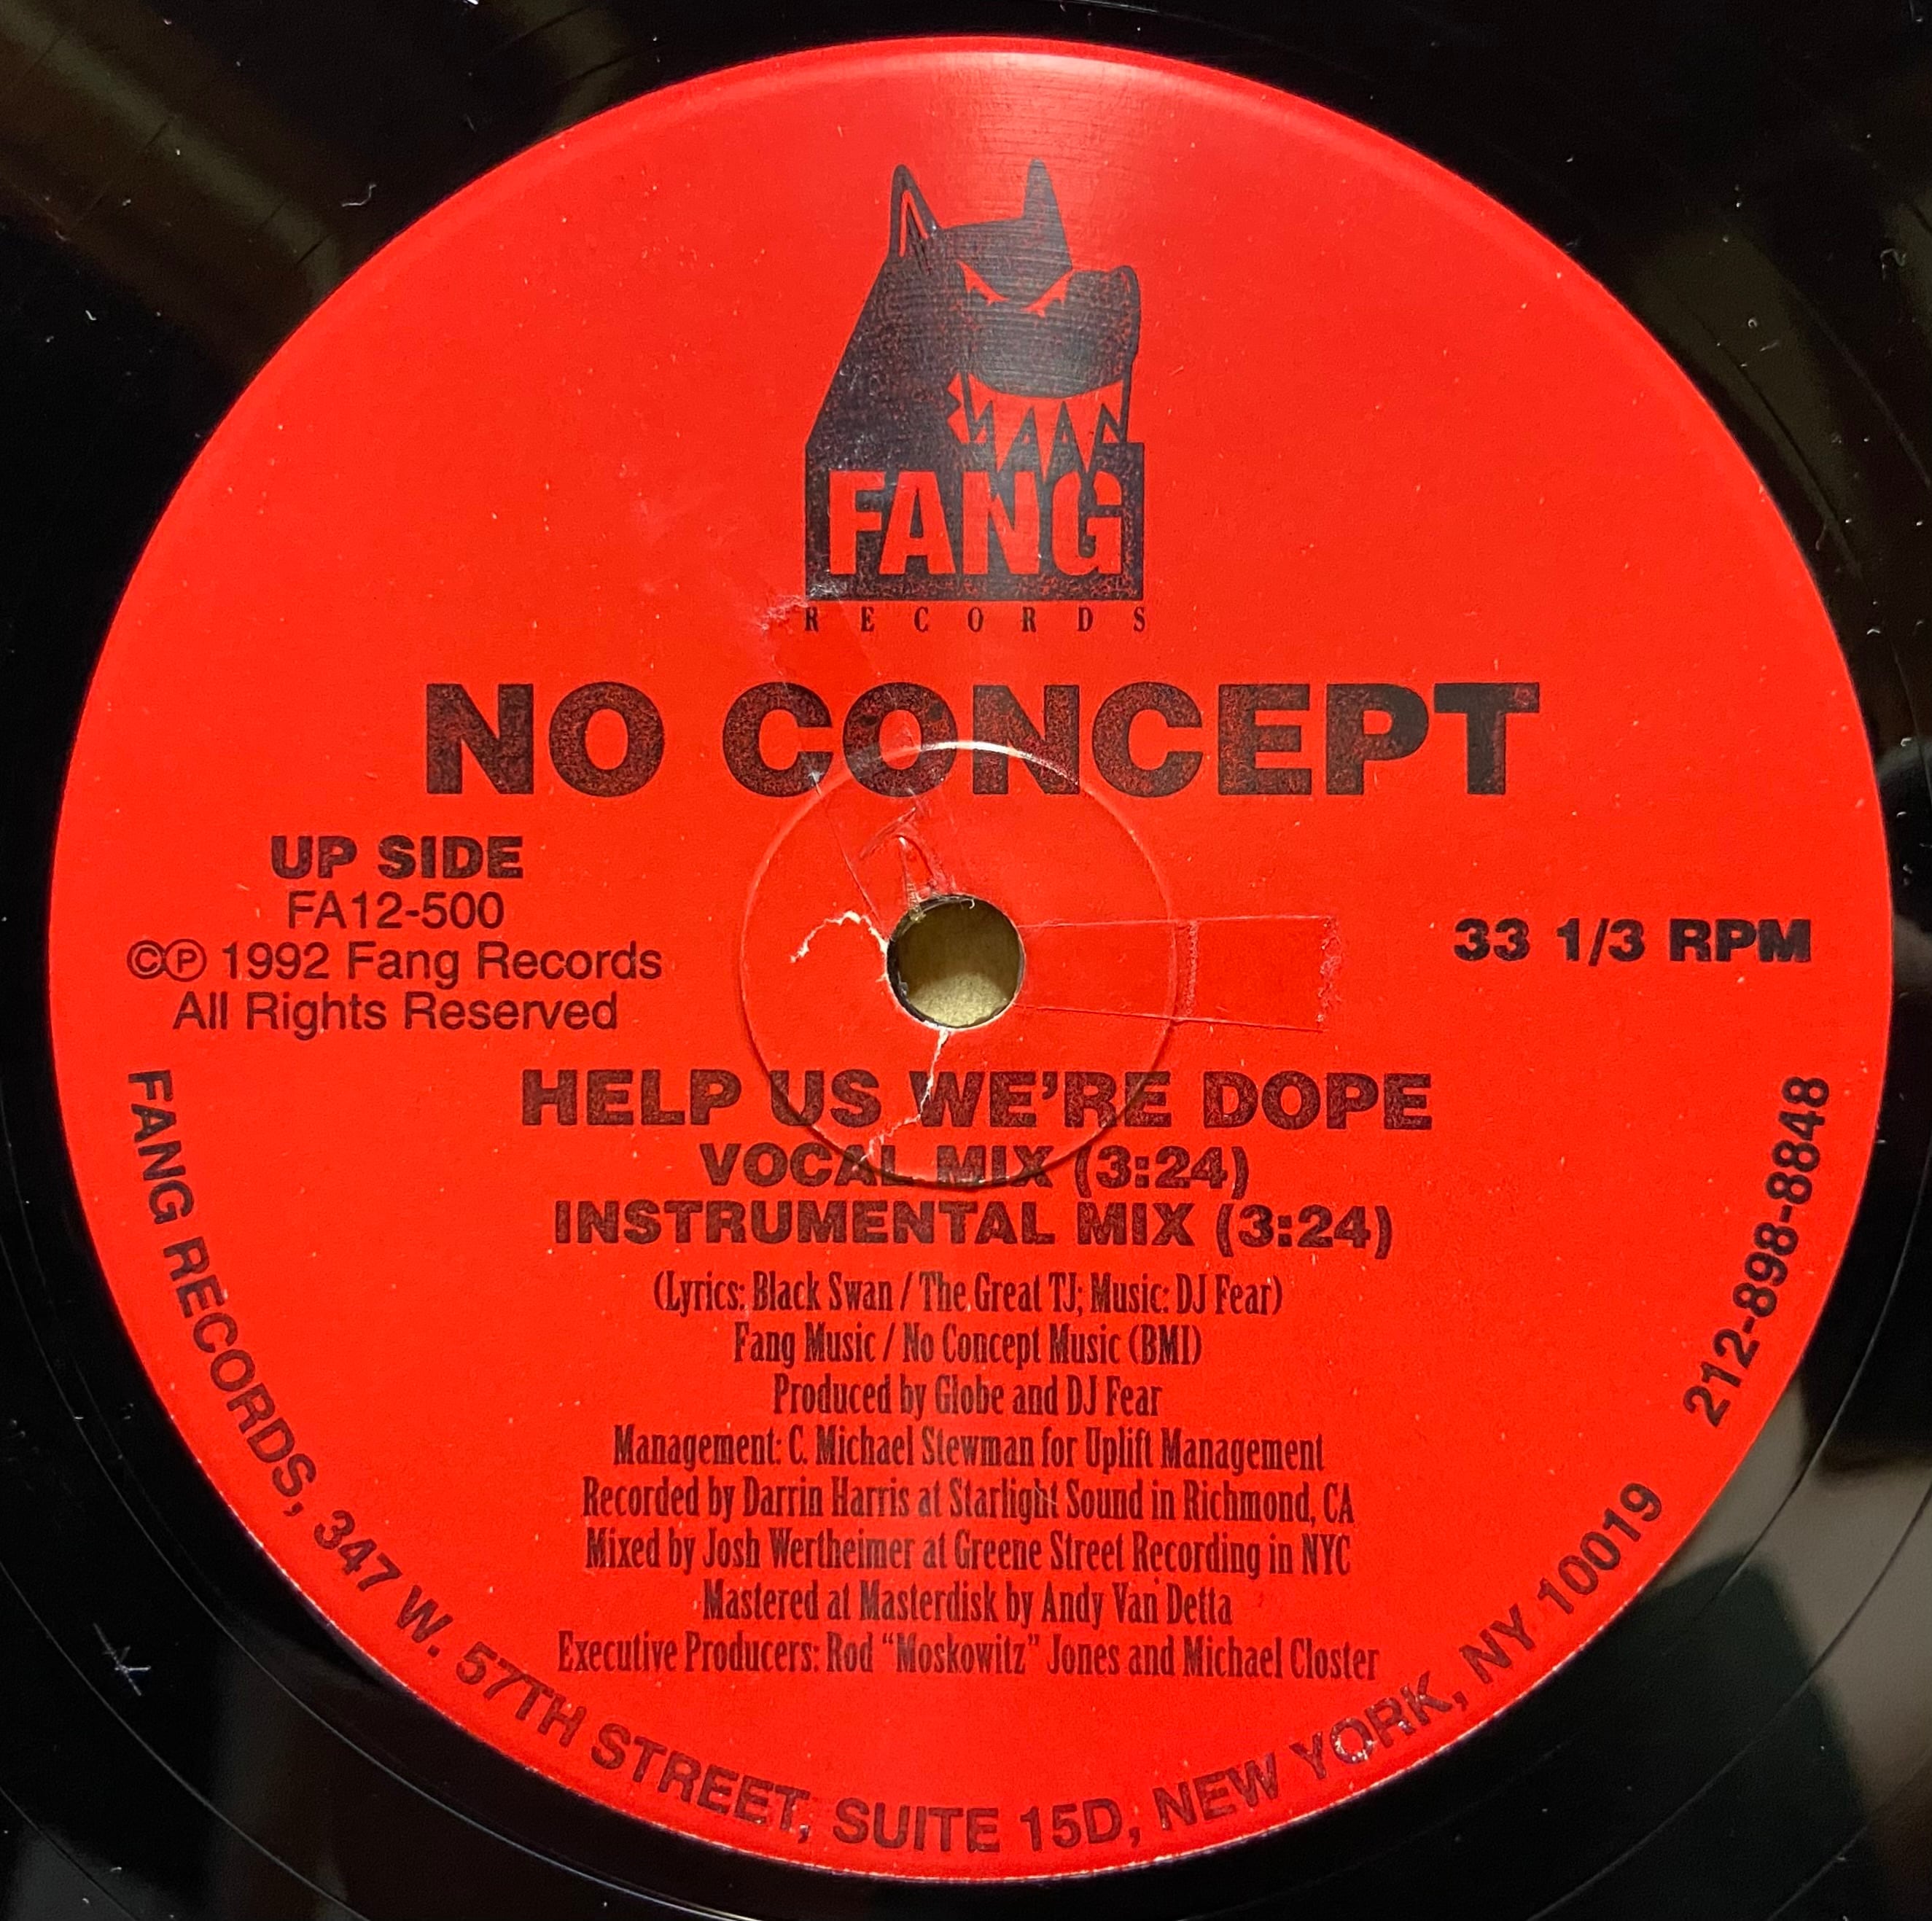 FANG
RECORDS
NO CONCEPT
UP SIDE
FA12-500
©℗ 1992 Fang Records
All Rights Reserved
33 1/3 RPM
HELP US WE'RE DOPE
VOCAL MIX (3:24)
INSTRUMENTAL MIX (3:24)
(Lyrics: Black Swan / The Great TJ; Music: DJ Fear)
Fang Music / No Concept Music (BMI)
Produced by Globe and DJ Fear
Management: C. Michael Stewman for Uplift Management
Recorded by Darrin Harris at Starlight Sound in Richmond, CA
Mixed by Josh Wertheimer at Greene Street Recording in NYC
Mastered at Masterdisk by Andy Van Detta
Executive Producers: Rod "Moskowitz" Jones and Michael Closter
FANG RECORDS, 347 W. 57TH STREET, SUITE 15D, NEW YORK, NY 10019 212-898-8848